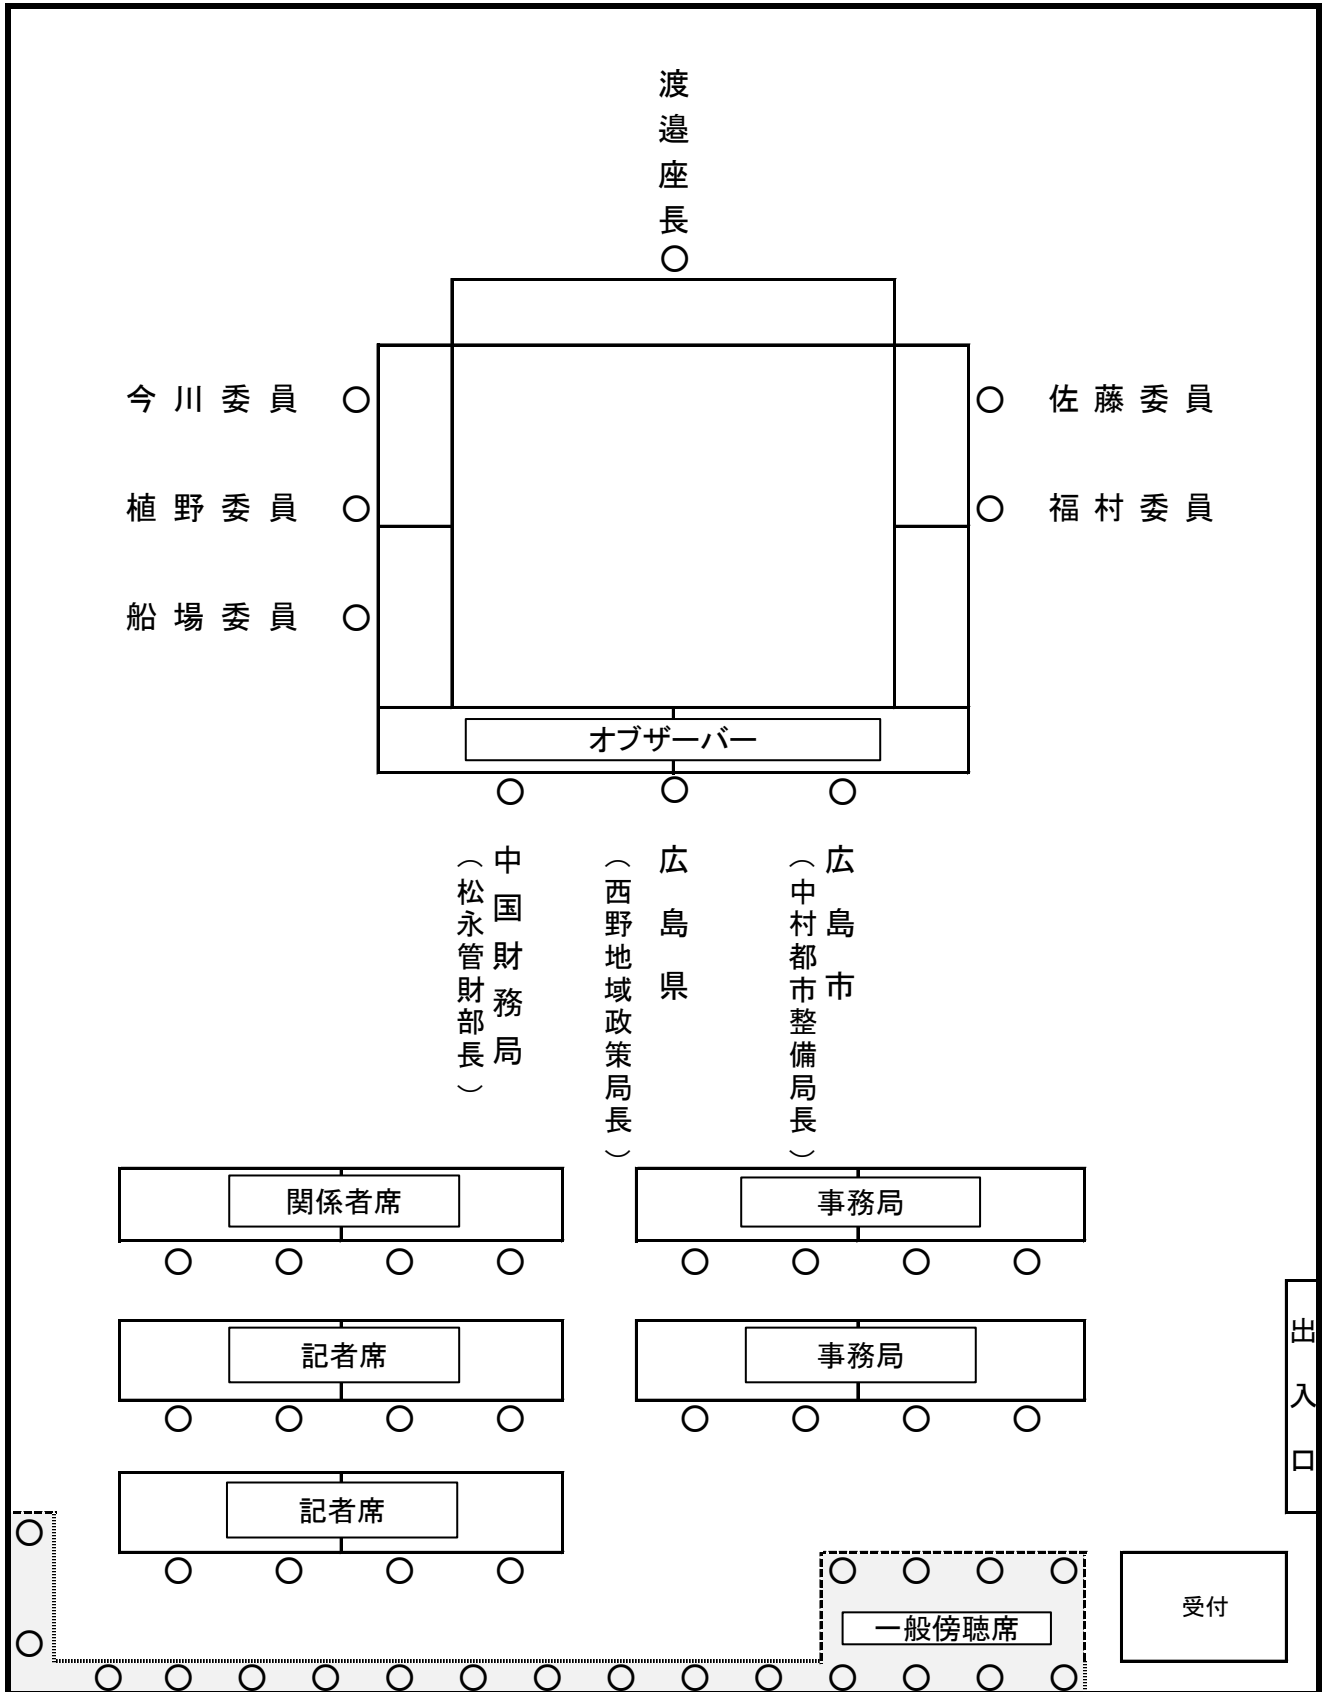 渡邉座長
今川委員
佐藤委員
植野委員
福村委員
船場委員
オブザーバー
広島市
（中村都市整備局長）
広島県
（西野地域政策局長）
中国財務局
（松永管財部長）
関係者席
事務局
記者席
事務局
出入口
記者席
受付
一般傍聴席